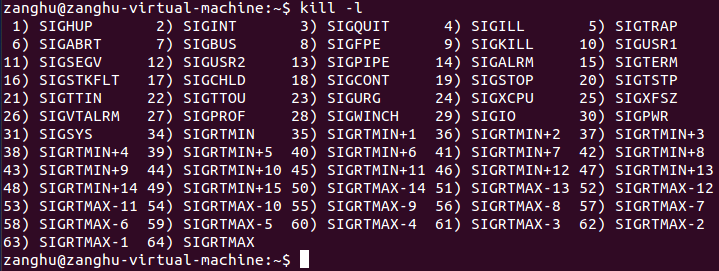 zanghu@zanghu-virtual-machine:~$ kill -l
1) SIGHUP 2) SIGINT 3) SIGQUIT 4) SIGILL 5) SIGTRAP
6) SIGABRT 7) SIGBUS 8) SIGFPE 9) SIGKILL 10) SIGUSR1
11) SIGSEGV 12) SIGUSR2 13) SIGPIPE 14) SIGALRM 15) SIGTERM
16) SIGSTKFLT 17) SIGCHLD 18) SIGCONT 19) SIGSTOP 20) SIGTSTP
21) SIGTTIN 22) SIGTTOU 23) SIGURG 24) SIGXCPU 25) SIGXFSZ
26) SIGVTALRM 27) SIGPROF 28) SIGWINCH 29) SIGIO 30) SIGPWR
31) SIGSYS 34) SIGRTMIN 35) SIGRTMIN+1 36) SIGRTMIN+2 37) SIGRTMIN+3
38) SIGRTMIN+4 39) SIGRTMIN+5 40) SIGRTMIN+6 41) SIGRTMIN+7 42) SIGRTMIN+8
43) SIGRTMIN+9 44) SIGRTMIN+10 45) SIGRTMIN+11 46) SIGRTMIN+12 47) SIGRTMIN+13
48) SIGRTMIN+14 49) SIGRTMIN+15 50) SIGRTMAX-14 51) SIGRTMAX-13 52) SIGRTMAX-12
53) SIGRTMAX-11 54) SIGRTMAX-10 55) SIGRTMAX-9 56) SIGRTMAX-8 57) SIGRTMAX-7
58) SIGRTMAX-6 59) SIGRTMAX-5 60) SIGRTMAX-4 61) SIGRTMAX-3 62) SIGRTMAX-2
63) SIGRTMAX-1 64) SIGRTMAX
zanghu@zanghu-virtual-machine:~$